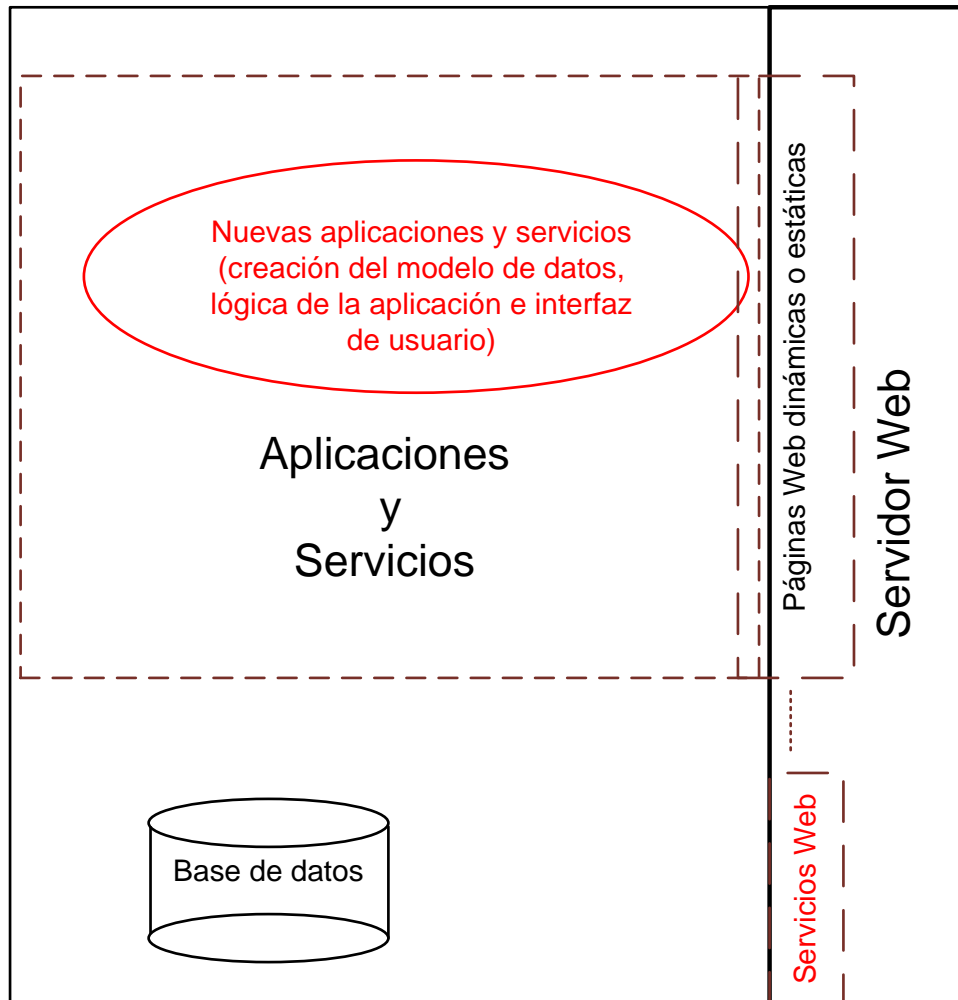 Nuevas aplicaciones y servicios
(creación del modelo de datos,
lógica de la aplicación e interfaz
de usuario)
Aplicaciones
y
Servicios
Páginas Web dinámicas o estáticas
Servidor Web
Base de datos
Servicios Web